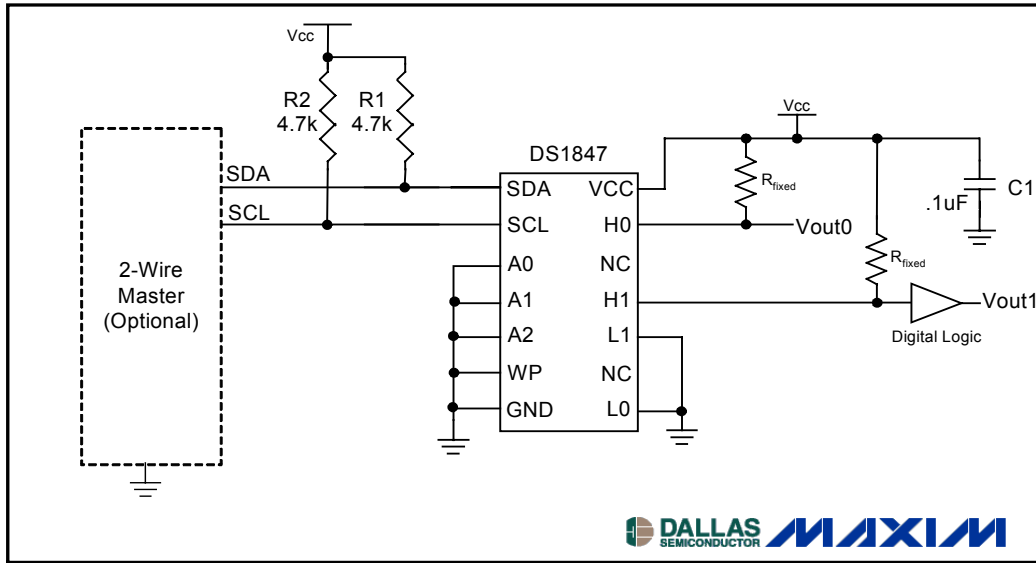 Vcc
R2
4.7k
R1
4.7k
Vcc
DS1847
SDA
SCL
2-Wire
Master
(Optional)
SDA
SCL
A0
A1
A2
WP
GND
VCC
H0
NC
H1
L1
NC
L0
Rfixed
Vout0
Rfixed
C1
.1uF
Vout1
Digital Logic
DALLAS
SEMICONDUCTOR
MAXIM